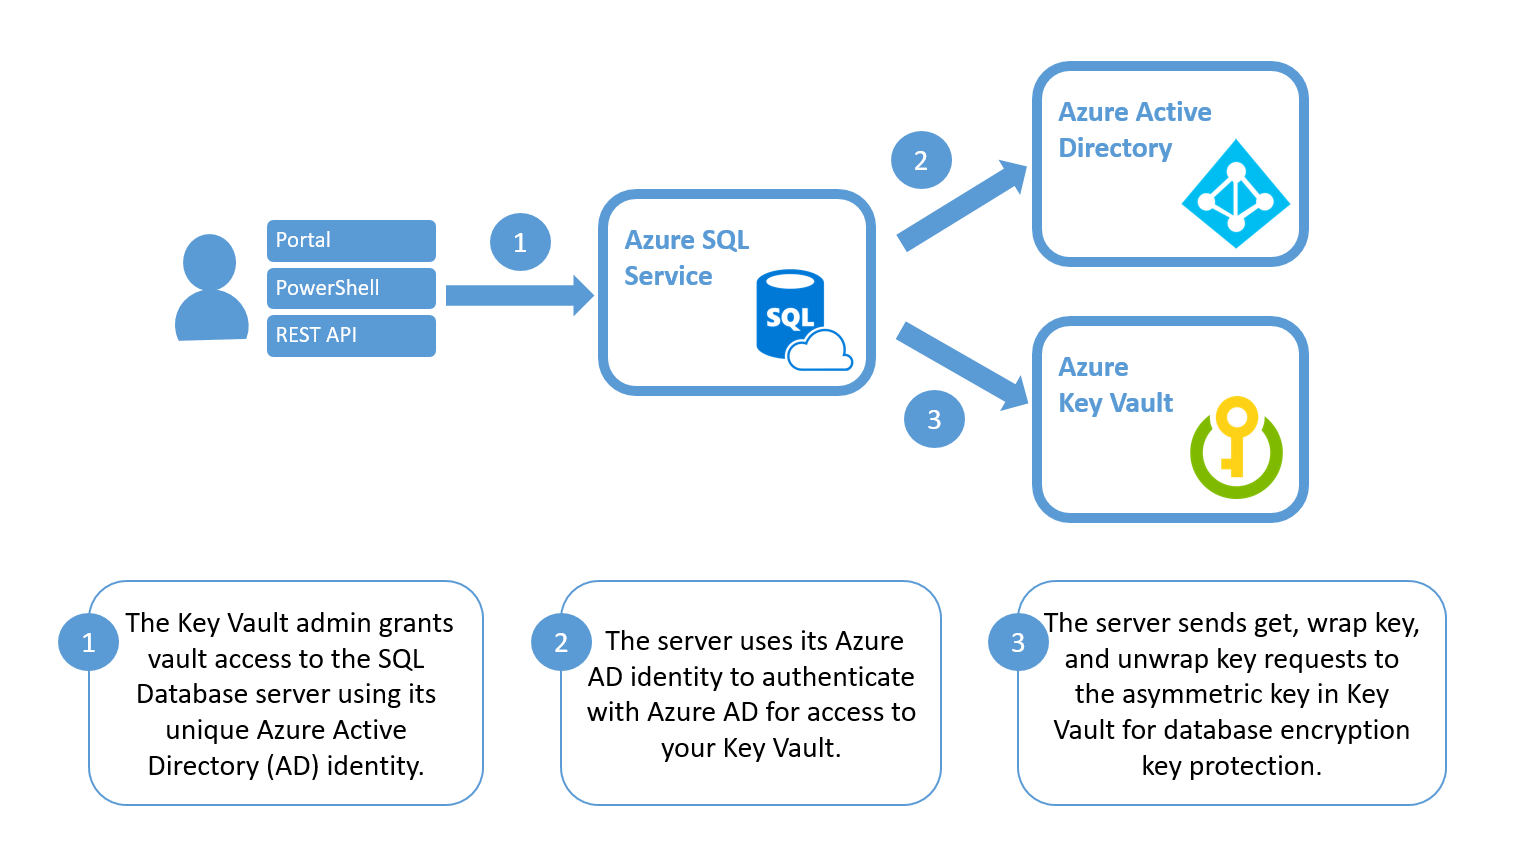 Portal
PowerShell
REST API
1
Azure SQL
Service
SQL
2
Azure Active
Directory
3
Azure
Key Vault
1
The Key Vault admin grants
vault access to the SQL
Database server using its
unique Azure Active
Directory (AD) identity.
2
The server uses its Azure
AD identity to authenticate
with Azure AD for access to
your Key Vault.
3
The server sends get, wrap key,
and unwrap key requests to
the asymmetric key in Key
Vault for database encryption
key protection.